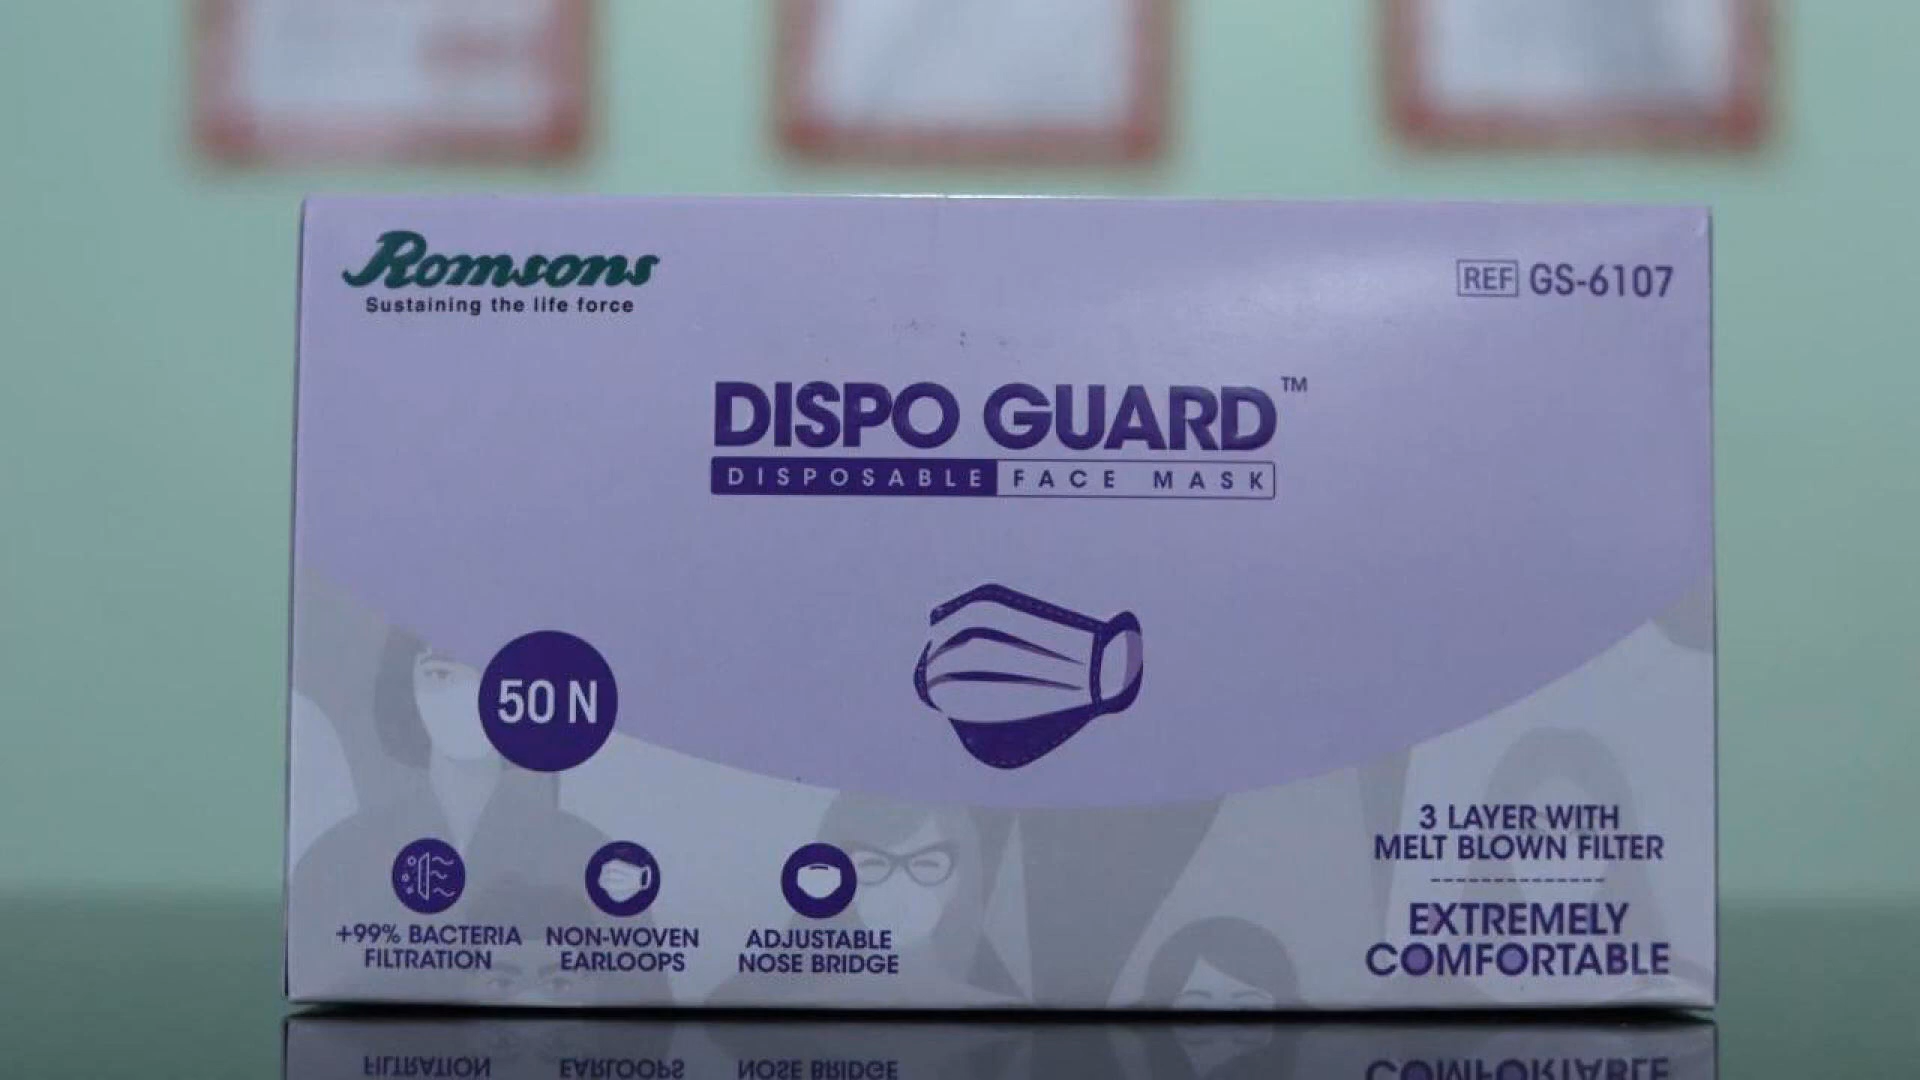 Romsons
Sustaining the life force
REF GS-6107
DISPO GUARD™
DISPOSABLE FACE MASK
50 N
+99% BACTERIA
FILTRATION
NON-WOVEN
EARLOOPS
ADJUSTABLE
NOSE BRIDGE
3 LAYER WITH
MELT BLOWN FILTER
EXTREMELY
COMFORTABLE